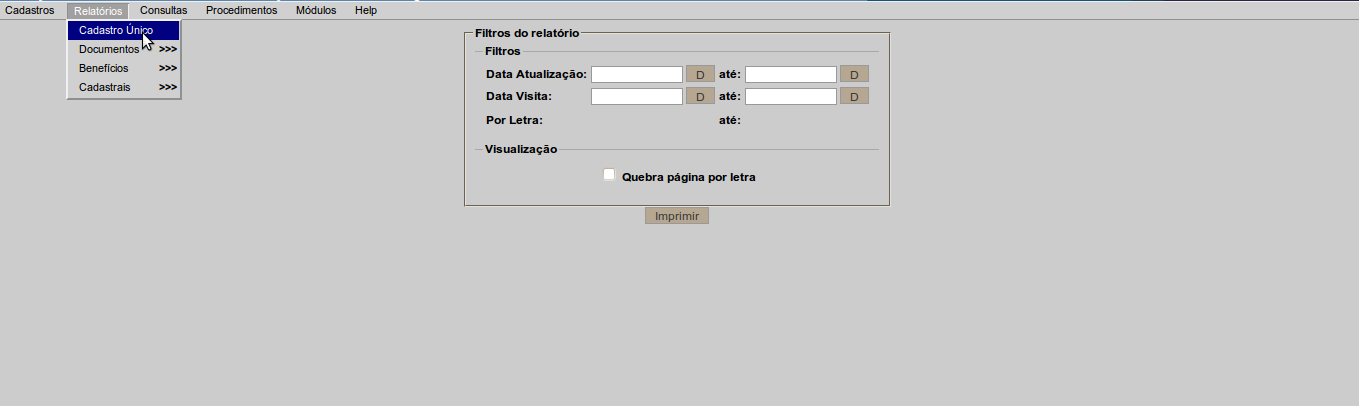 Cadastros Relatórios Consultas Procedimentos Módulos Help
Cadastro Único
Documentos >>>
Benefícios >>>
Cadastrais >>>
Filtros do relatório
Filtros
Data Atualização: D até: D
Data Visita: D até: D
Por Letra: até:
Visualização
Quebra página por letra
Imprimir